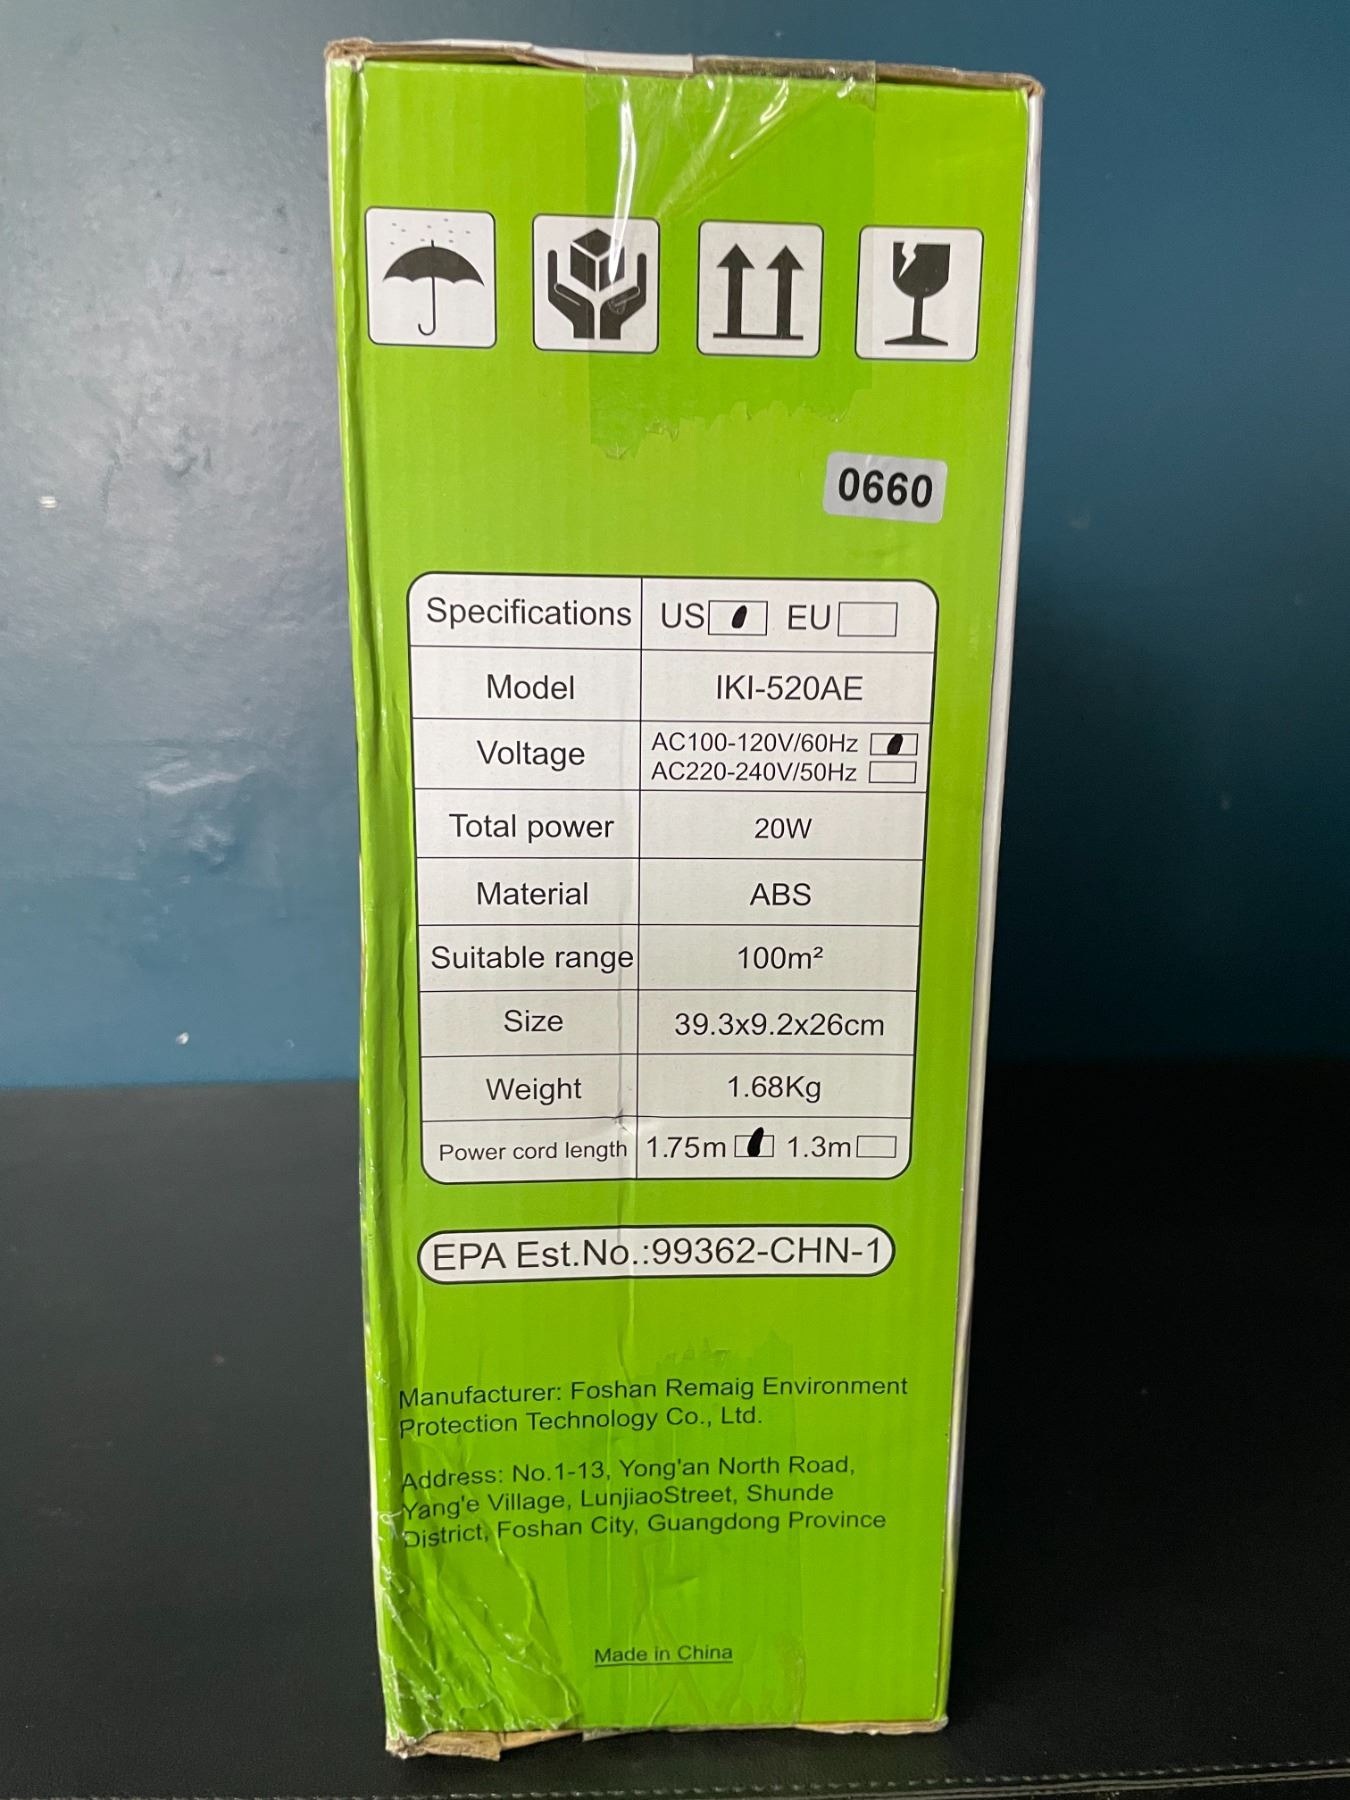 0660
Specifications US EU
Model IKI-520AE
Voltage AC100-120V/60Hz
AC220-240V/50Hz
Total power 20W
Material ABS
Suitable range 100m²
Size 39.3x9.2x26cm
Weight 1.68Kg
Power cord length 1.75m 1.3m
EPA Est.No.:99362-CHN-1
Manufacturer: Foshan Remaig Environment
Protection Technology Co., Ltd.
Address: No.1-13, Yong'an North Road,
Yang'e Village, LunjiaoStreet, Shunde
District, Foshan City, Guangdong Province
Made in China